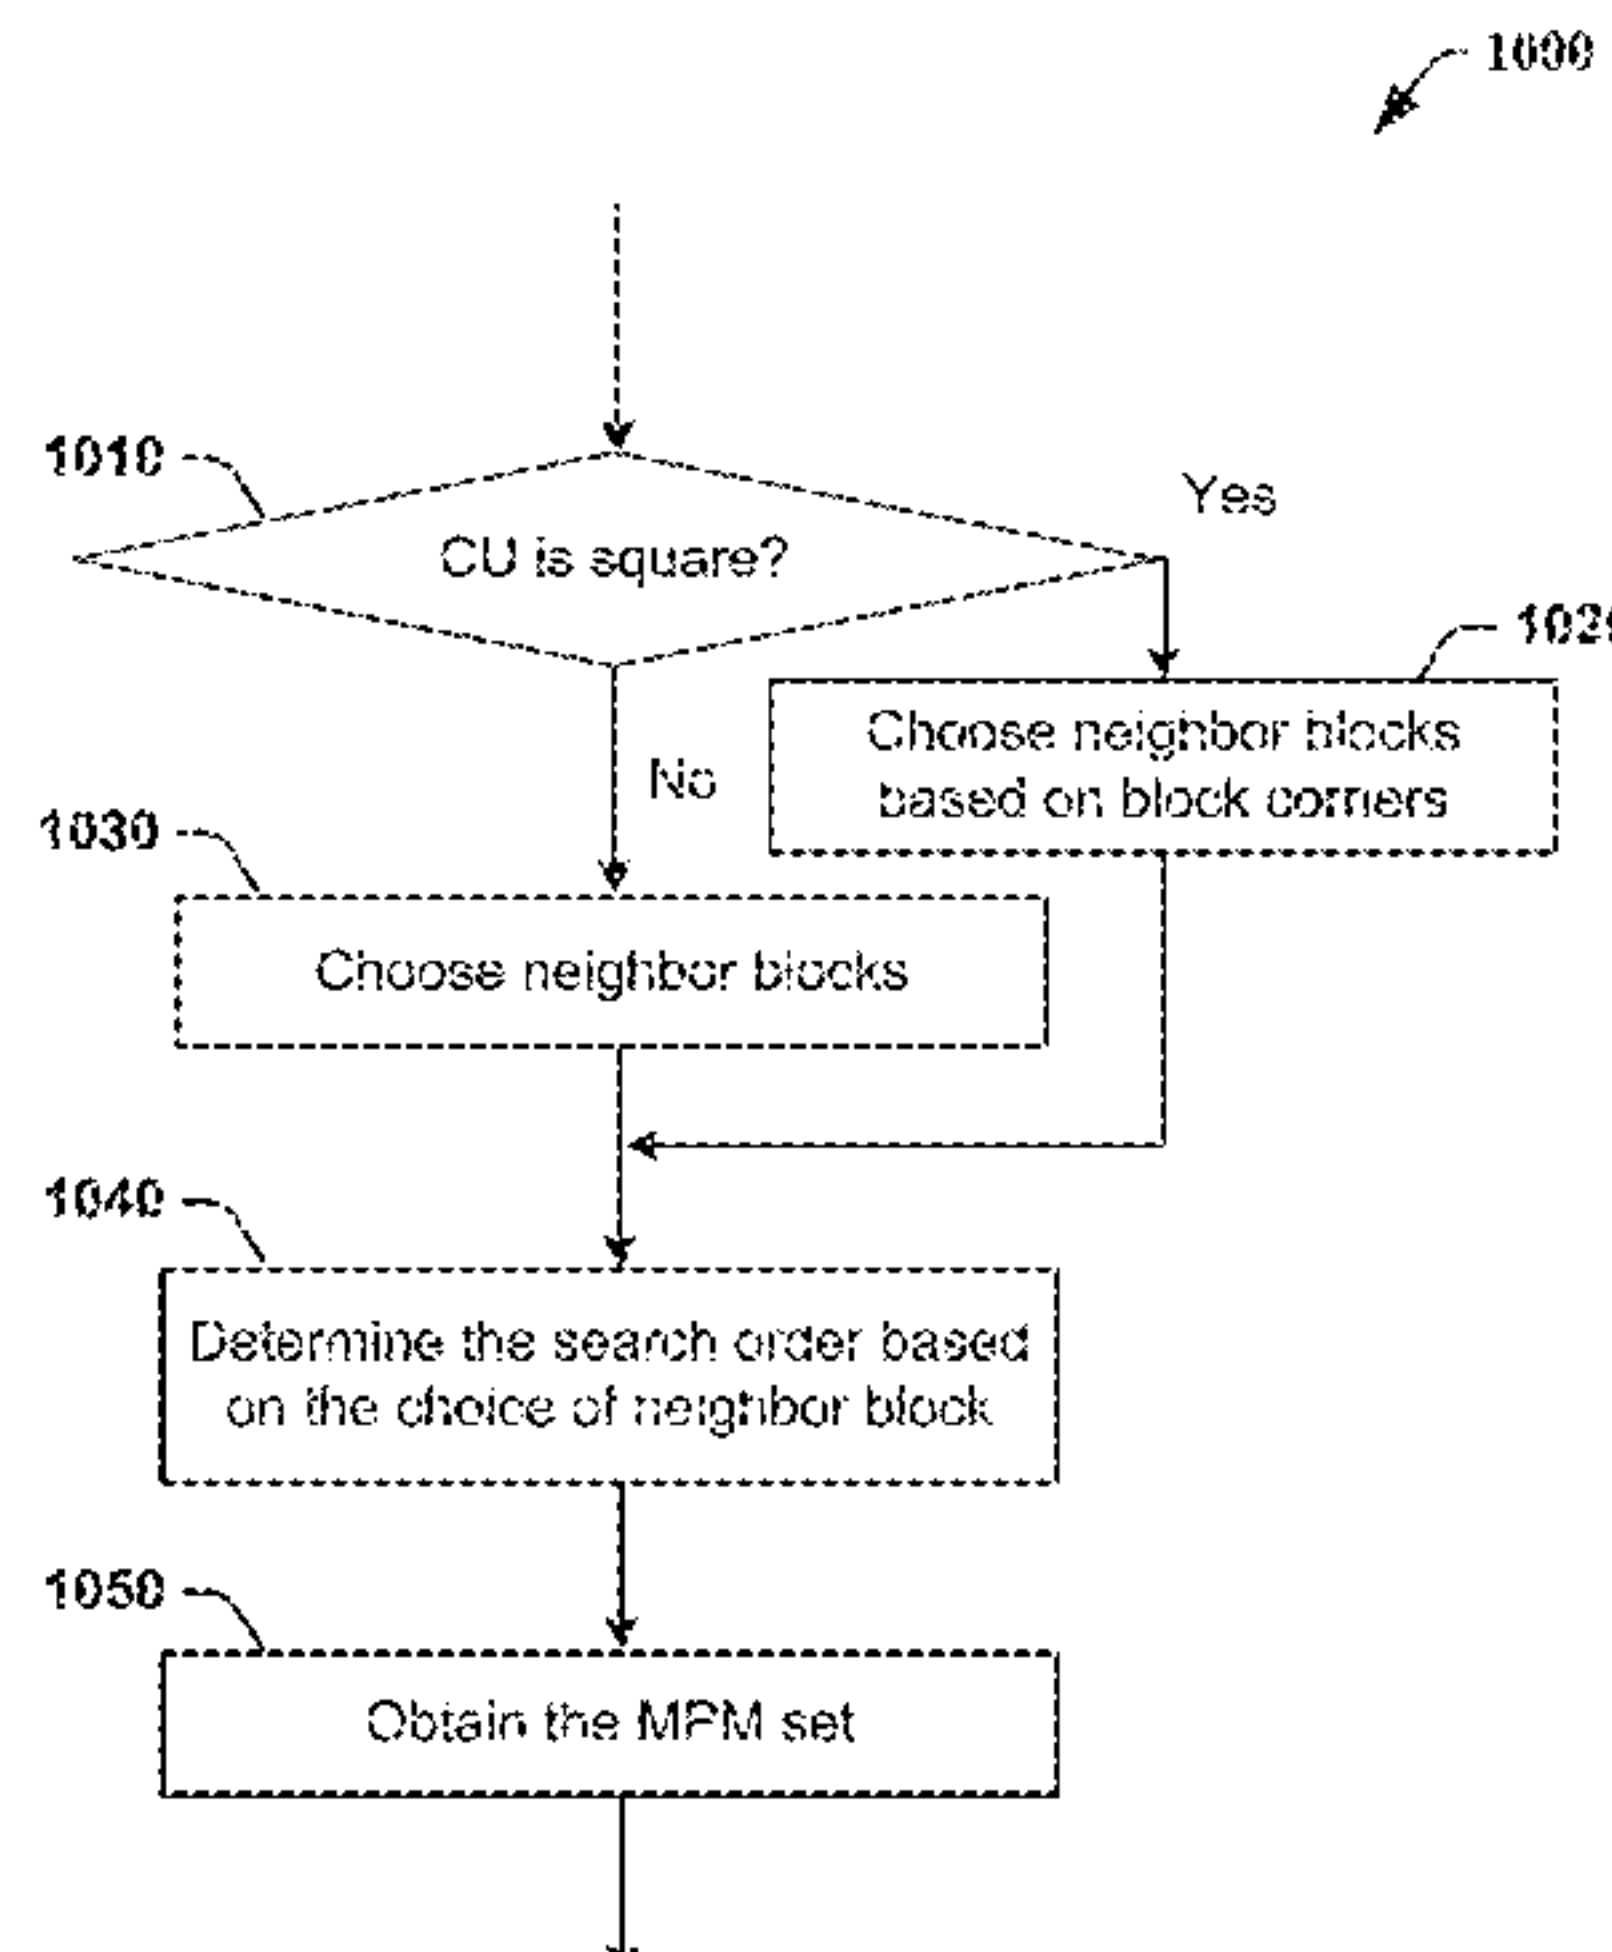 1000
1010
CU is square?
Yes
Choose neighbor blocks
based on block corners
No
1030
Choose neighbor blocks
1040
Determine the search order based
on the choice of neighbor block
1050
Obtain the MPM set